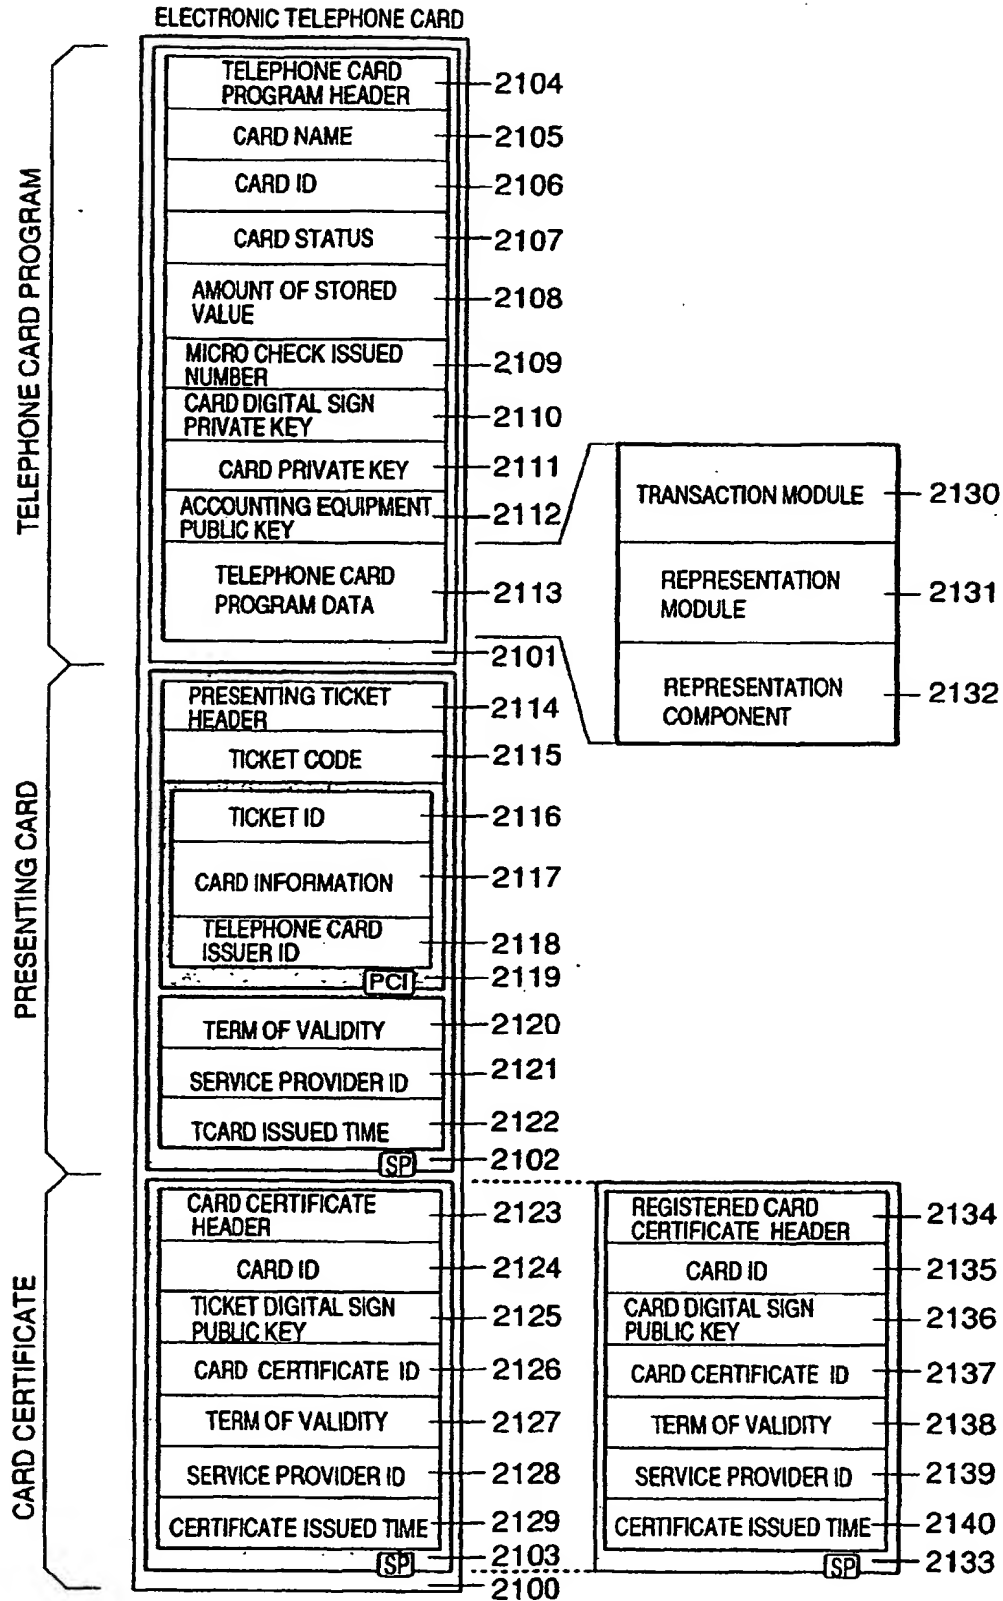 ELECTRONIC TELEPHONE CARD
TELEPHONE CARD PROGRAM
TELEPHONE CARD
PROGRAM HEADER
2104
CARD NAME
2105
CARD ID
2106
CARD STATUS
2107
AMOUNT OF STORED
VALUE
2108
MICRO CHECK ISSUED
NUMBER
2109
CARD DIGITAL SIGN
PRIVATE KEY
2110
CARD PRIVATE KEY
2111
ACCOUNTING EQUIPMENT
PUBLIC KEY
2112
TELEPHONE CARD
PROGRAM DATA
2113
2101
TRANSACTION MODULE
2130
REPRESENTATION
MODULE
2131
REPRESENTATION
COMPONENT
2132
PRESENTING CARD
PRESENTING TICKET
HEADER
2114
TICKET CODE
2115
TICKET ID
2116
CARD INFORMATION
2117
TELEPHONE CARD
ISSUER ID
2118
PCI
2119
TERM OF VALIDITY
2120
SERVICE PROVIDER ID
2121
TCARD ISSUED TIME
2122
SP
2102
CARD CERTIFICATE
CARD CERTIFICATE
HEADER
2123
CARD ID
2124
TICKET DIGITAL SIGN
PUBLIC KEY
2125
CARD CERTIFICATE ID
2126
TERM OF VALIDITY
2127
SERVICE PROVIDER ID
2128
CERTIFICATE ISSUED TIME
2129
SP
2103
2100
REGISTERED CARD
CERTIFICATE HEADER
2134
CARD ID
2135
CARD DIGITAL SIGN
PUBLIC KEY
2136
CARD CERTIFICATE ID
2137
TERM OF VALIDITY
2138
SERVICE PROVIDER ID
2139
CERTIFICATE ISSUED TIME
2140
SP
2133